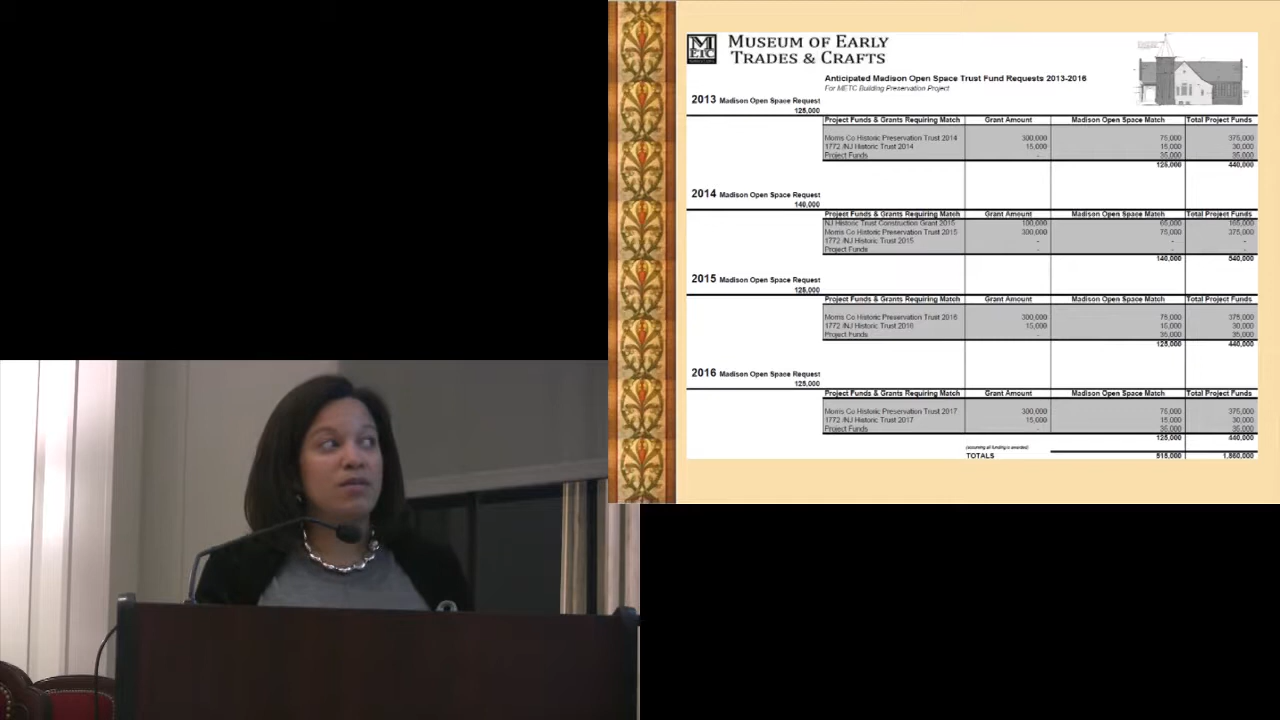 METC
MUSEUM OF EARLY
TRADES & CRAFTS
Anticipated Madison Open Space Trust Fund Requests 2013-2016
For METC Building Preservation Project
2013 Madison Open Space Request
125,000
Project Funds & Grants Requiring Match Grant Amount Madison Open Space Match Total Project Funds
Morris Co Historic Preservation Trust 2014 300,000 75,000 375,000
1772 /NJ Historic Trust 2014 15,000 15,000 30,000
Project Funds - 35,000 35,000
125,000 440,000
2014 Madison Open Space Request
140,000
Project Funds & Grants Requiring Match Grant Amount Madison Open Space Match Total Project Funds
NJ Historic Trust Construction Grant 2015 100,000 65,000 165,000
Morris Co Historic Preservation Trust 2015 300,000 75,000 375,000
1772 /NJ Historic Trust 2015 - - -
Project Funds - - -
140,000 540,000
2015 Madison Open Space Request
125,000
Project Funds & Grants Requiring Match Grant Amount Madison Open Space Match Total Project Funds
Morris Co Historic Preservation Trust 2016 300,000 75,000 375,000
1772 /NJ Historic Trust 2016 15,000 15,000 30,000
Project Funds - 35,000 35,000
125,000 440,000
2016 Madison Open Space Request
125,000
Project Funds & Grants Requiring Match Grant Amount Madison Open Space Match Total Project Funds
Morris Co Historic Preservation Trust 2017 300,000 75,000 375,000
1772 /NJ Historic Trust 2017 15,000 15,000 30,000
Project Funds - 35,000 35,000
125,000 440,000
(assuming all funding is awarded)
TOTALS 515,000 1,860,000